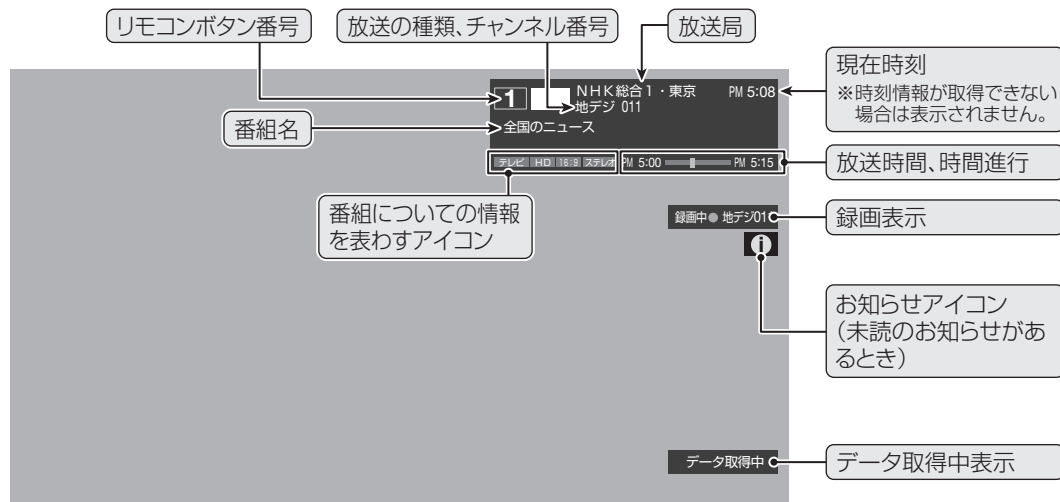 リモコンボタン番号
放送の種類、チャンネル番号
放送局
現在時刻
※時刻情報が取得できない
場合は表示されません。
1
NHK総合1・東京
PM 5:08
地デジ 011
番組名
全国のニュース
テレビ HD 16:9 ステレオ PM 5:00 PM 5:15
放送時間、時間進行
番組についての情報
を表わすアイコン
録画中● 地デジ01
録画表示
i
お知らせアイコン
(未読のお知らせがあ
るとき)
データ取得中
データ取得中表示